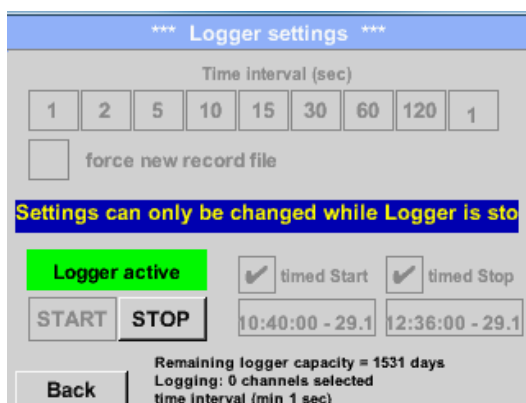 *** Logger settings ***
Time interval (sec)
1 2 5 10 15 30 60 120 1
force new record file
Settings can only be changed while Logger is sto
Logger active
timed Start
timed Stop
START
STOP
10:40:00 - 29.1
12:36:00 - 29.1
Remaining logger capacity = 1531 days
Logging: 0 channels selected
time interval (min 1 sec)
Back